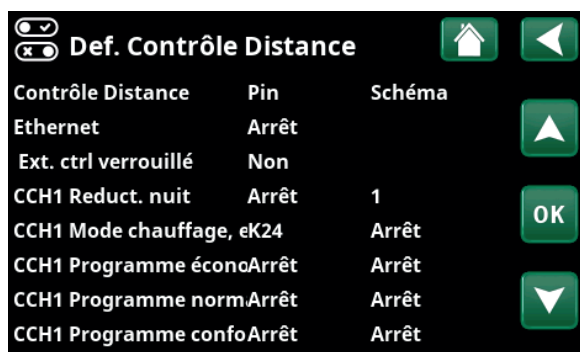 Def. Contrôle Distance
Contrôle Distance Pin Schéma
Ethernet Arrêt
Ext. ctrl verrouillé Non
CCH1 Reduct. nuit Arrêt 1
CCH1 Mode chauffage, eK24 Arrêt
CCH1 Programme éconoArrêt Arrêt
CCH1 Programme normArrêt Arrêt
CCH1 Programme confoArrêt Arrêt
OK